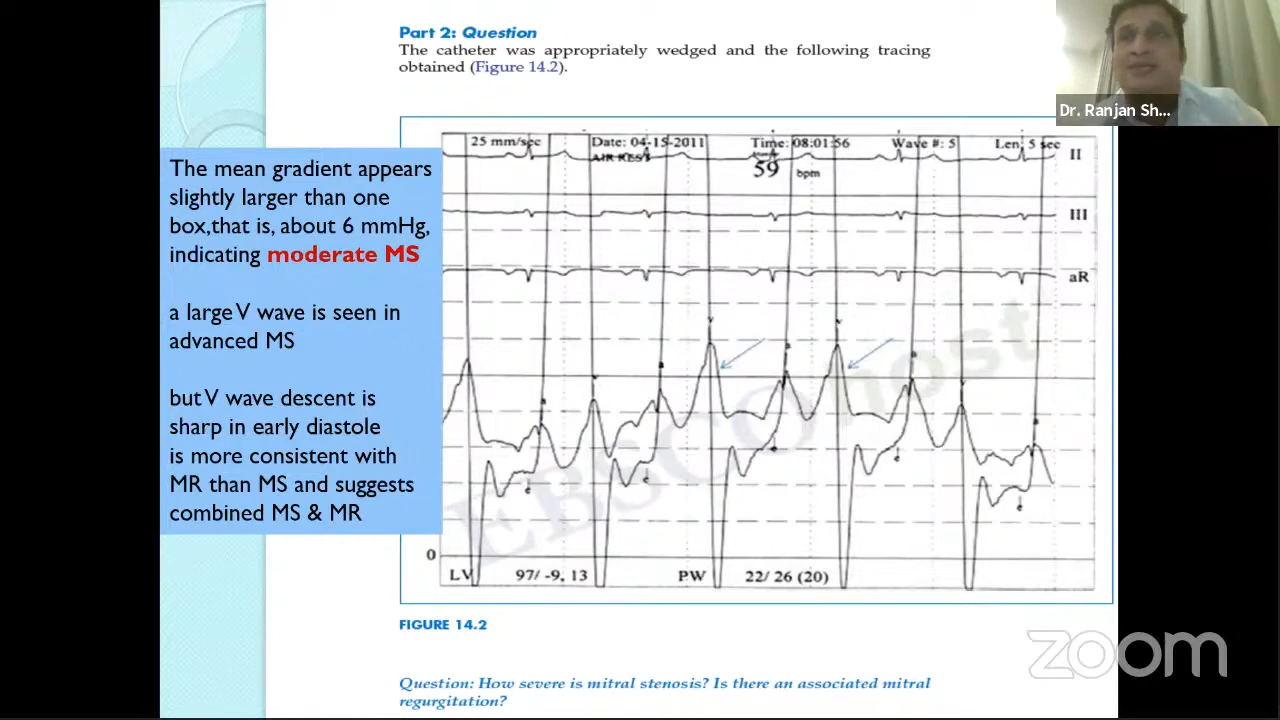 Part 2: Question
The catheter was appropriately wedged and the following tracing
obtained (Figure 14.2).
Dr. Ranjan Sh...
25 mm/sec
Date: 04-15-2011
Time: 08:01:56
Wave #: 5
Len: 5 sec
II
59 bpm
III
aR
The mean gradient appears
slightly larger than one
box,that is, about 6 mmHg,
indicating moderate MS
a large V wave is seen in
advanced MS
but V wave descent is
sharp in early diastole
is more consistent with
MR than MS and suggests
combined MS & MR
EBSCOhost
0
LV 97/ -9, 13 PW 22/ 26 (20)
FIGURE 14.2
zoom
Question: How severe is mitral stenosis? Is there an associated mitral
regurgitation?